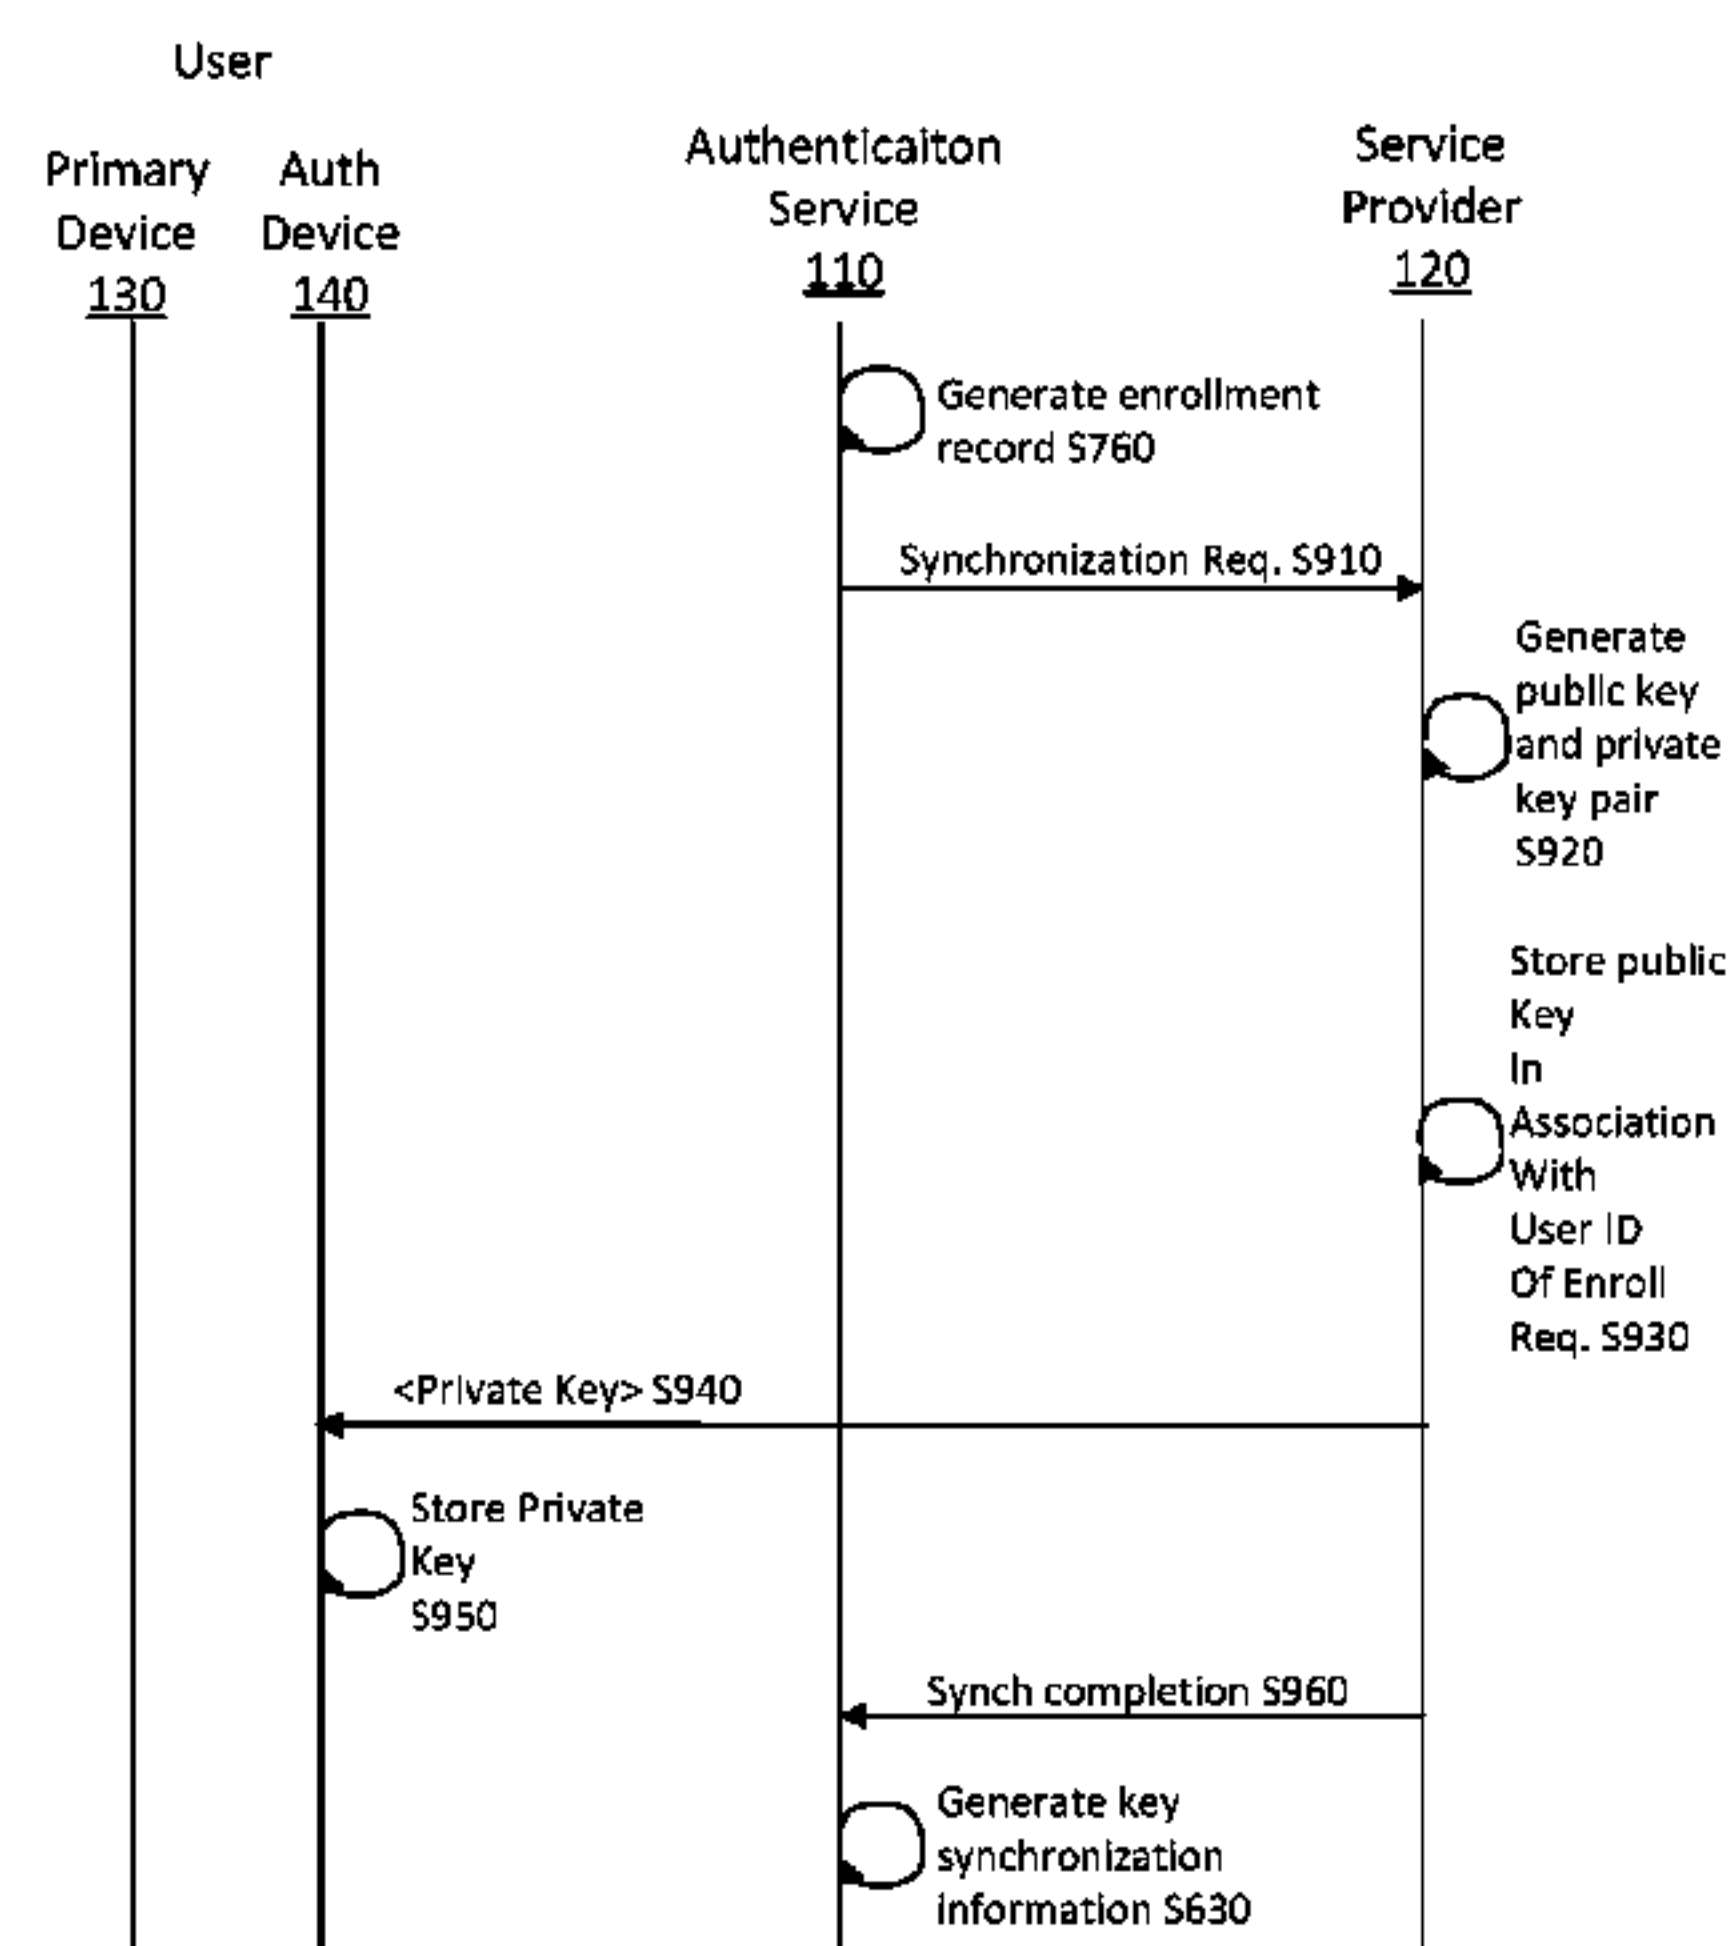 User
Primary
Device
130
Auth
Device
140
Authenticaiton
Service
110
Service
Provider
120
Generate enrollment
record S760
Synchronization Req. S910
Generate
public key
and private
key pair
S920
Store public
Key
In
Association
With
User ID
Of Enroll
Req. S930
<Private Key> S940
Store Private
Key
S950
Synch completion S960
Generate key
synchronization
information S630